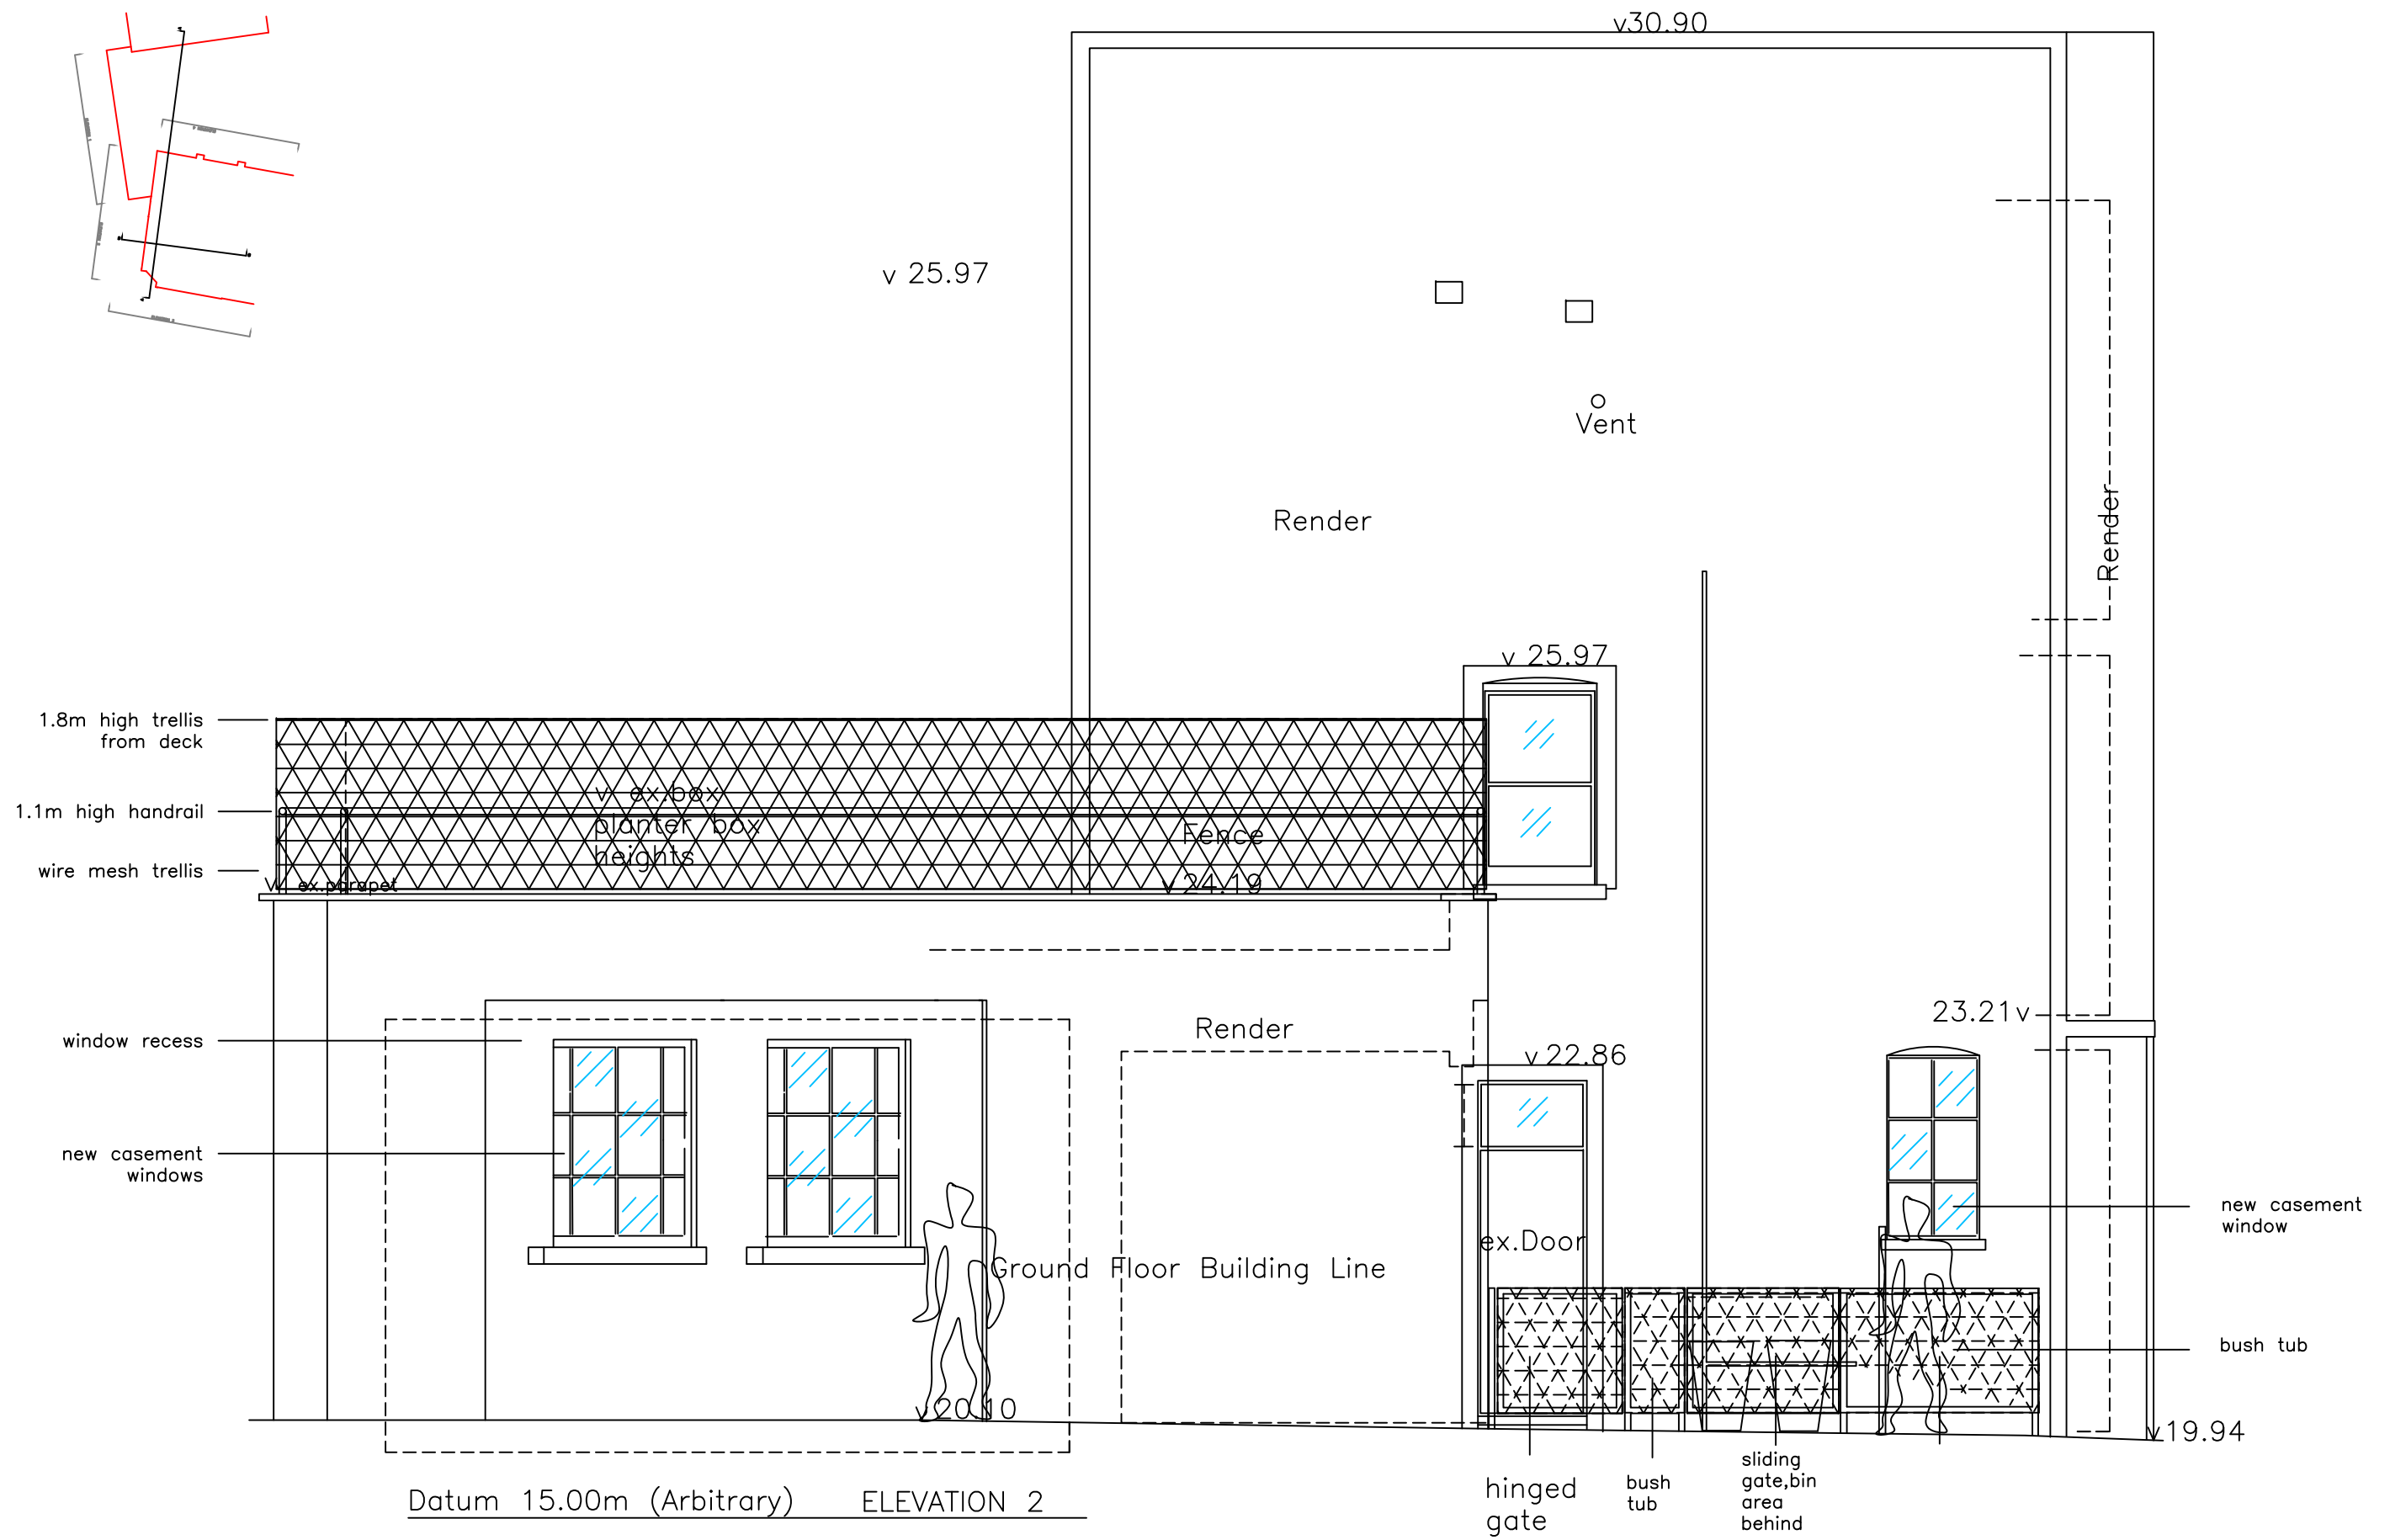 v30.90
v 25.97
Vent
Render
Render
v 25.97
1.8m high trellis
from deck
v ex.box
planter box
heights
1.1m high handrail
Fence
wire mesh trellis
v ex.parapet
v 24.19
23.21v
Render
window recess
v 22.86
new casement
windows
new casement
window
ex.Door
Ground Floor Building Line
bush tub
v20.10
v19.94
hinged
gate
bush
tub
sliding
gate,bin
area
behind
Datum 15.00m (Arbitrary) ELEVATION 2